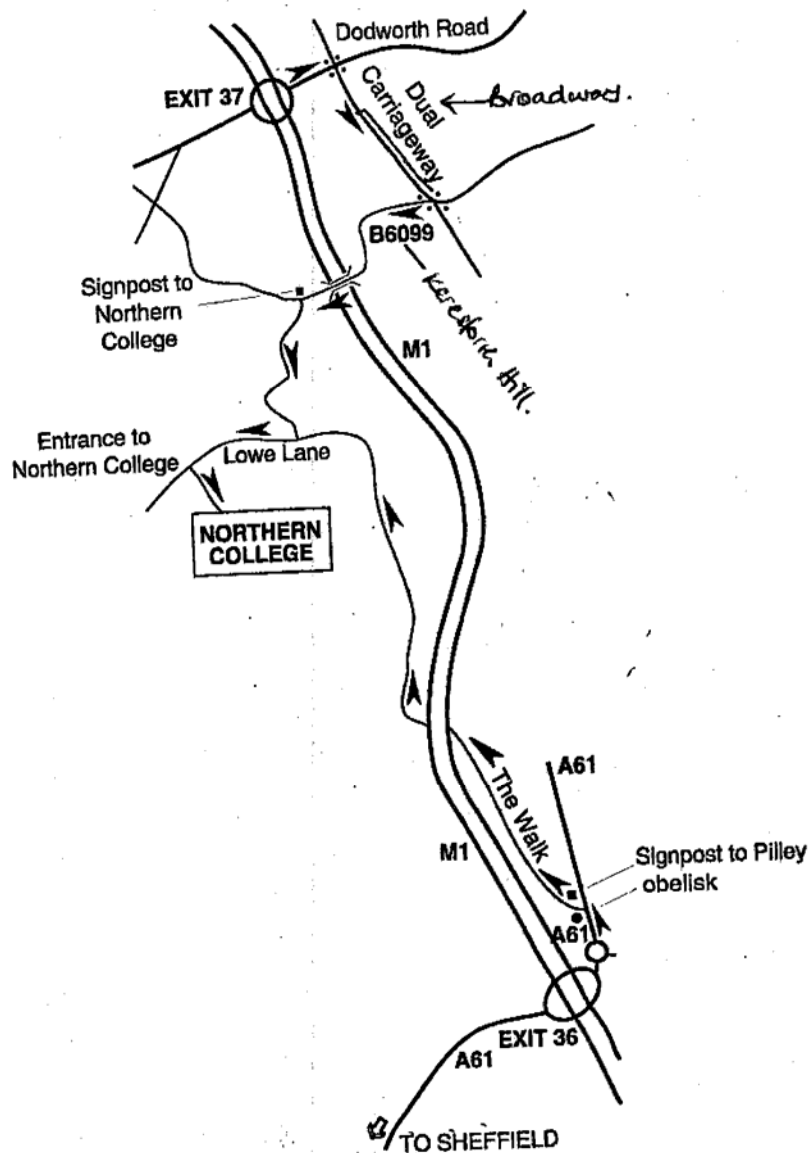 Dodworth Road
EXIT 37
Dual
Carriageway
Broadway.
B6099
Signpost to
Northern
College
Keresforth Hill.
M1
Entrance to
Northern College
Lowe Lane
NORTHERN
COLLEGE
A61
The Walk
M1
Signpost to Pilley
obelisk
A61
EXIT 36
A61
TO SHEFFIELD